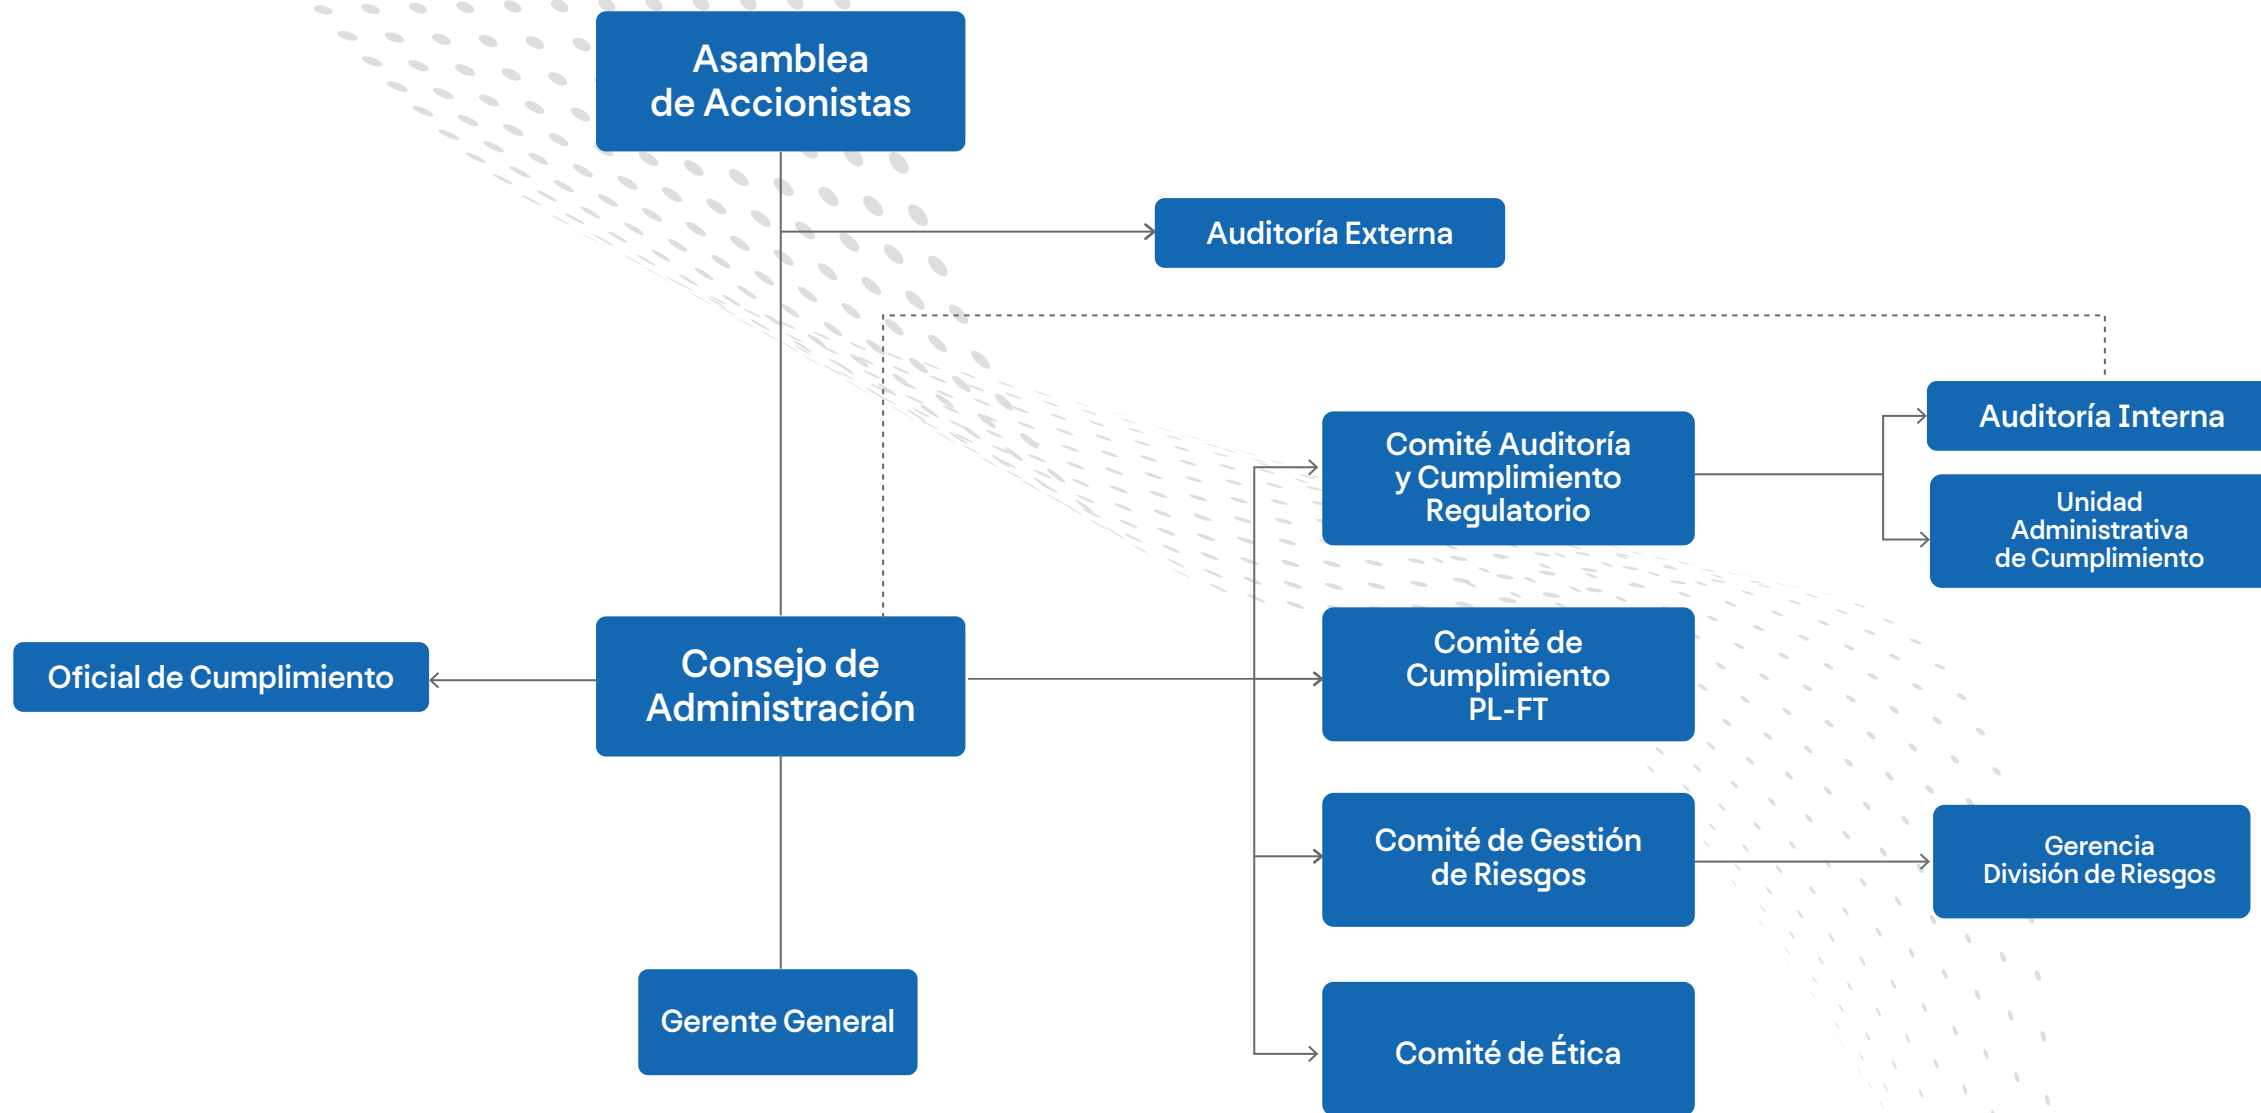 Asamblea
de Accionistas
Auditoría Externa
Auditoría Interna
Comité Auditoría
y Cumplimiento
Regulatorio
Unidad
Administrativa
de Cumplimiento
Oficial de Cumplimiento
Consejo de
Administración
Comité de
Cumplimiento
PL-FT
Comité de Gestión
de Riesgos
Gerencia
División de Riesgos
Gerente General
Comité de Ética